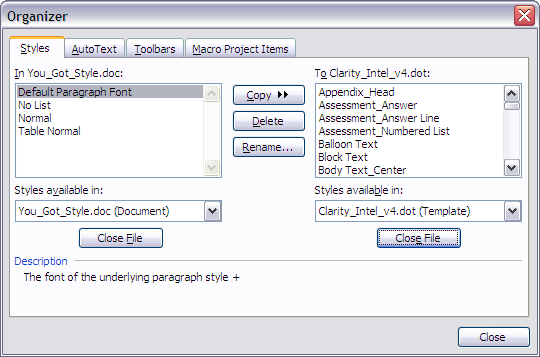 Organizer
Styles AutoText Toolbars Macro Project Items
In You_Got_Style.doc:
Default Paragraph Font
No List
Normal
Table Normal
Copy
Delete
Rename...
To Clarity_Intel_v4.dot:
Appendix_Head
Assessment_Answer
Assessment_Answer Line
Assessment_Numbered List
Balloon Text
Block Text
Body Text_Center
Styles available in:
You_Got_Style.doc (Document)
Close File
Styles available in:
Clarity_Intel_v4.dot (Template)
Close File
Description
The font of the underlying paragraph style +
Close